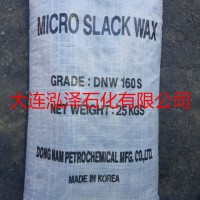 MICRO SLACK WAX
GRADE : DNW 160 S
大连泓泽石化有限公司
NET WEIGHT : 25 KGS
DONG NAM PETROCHEMICAL MFG. CO., LTD.
MADE IN KOREA